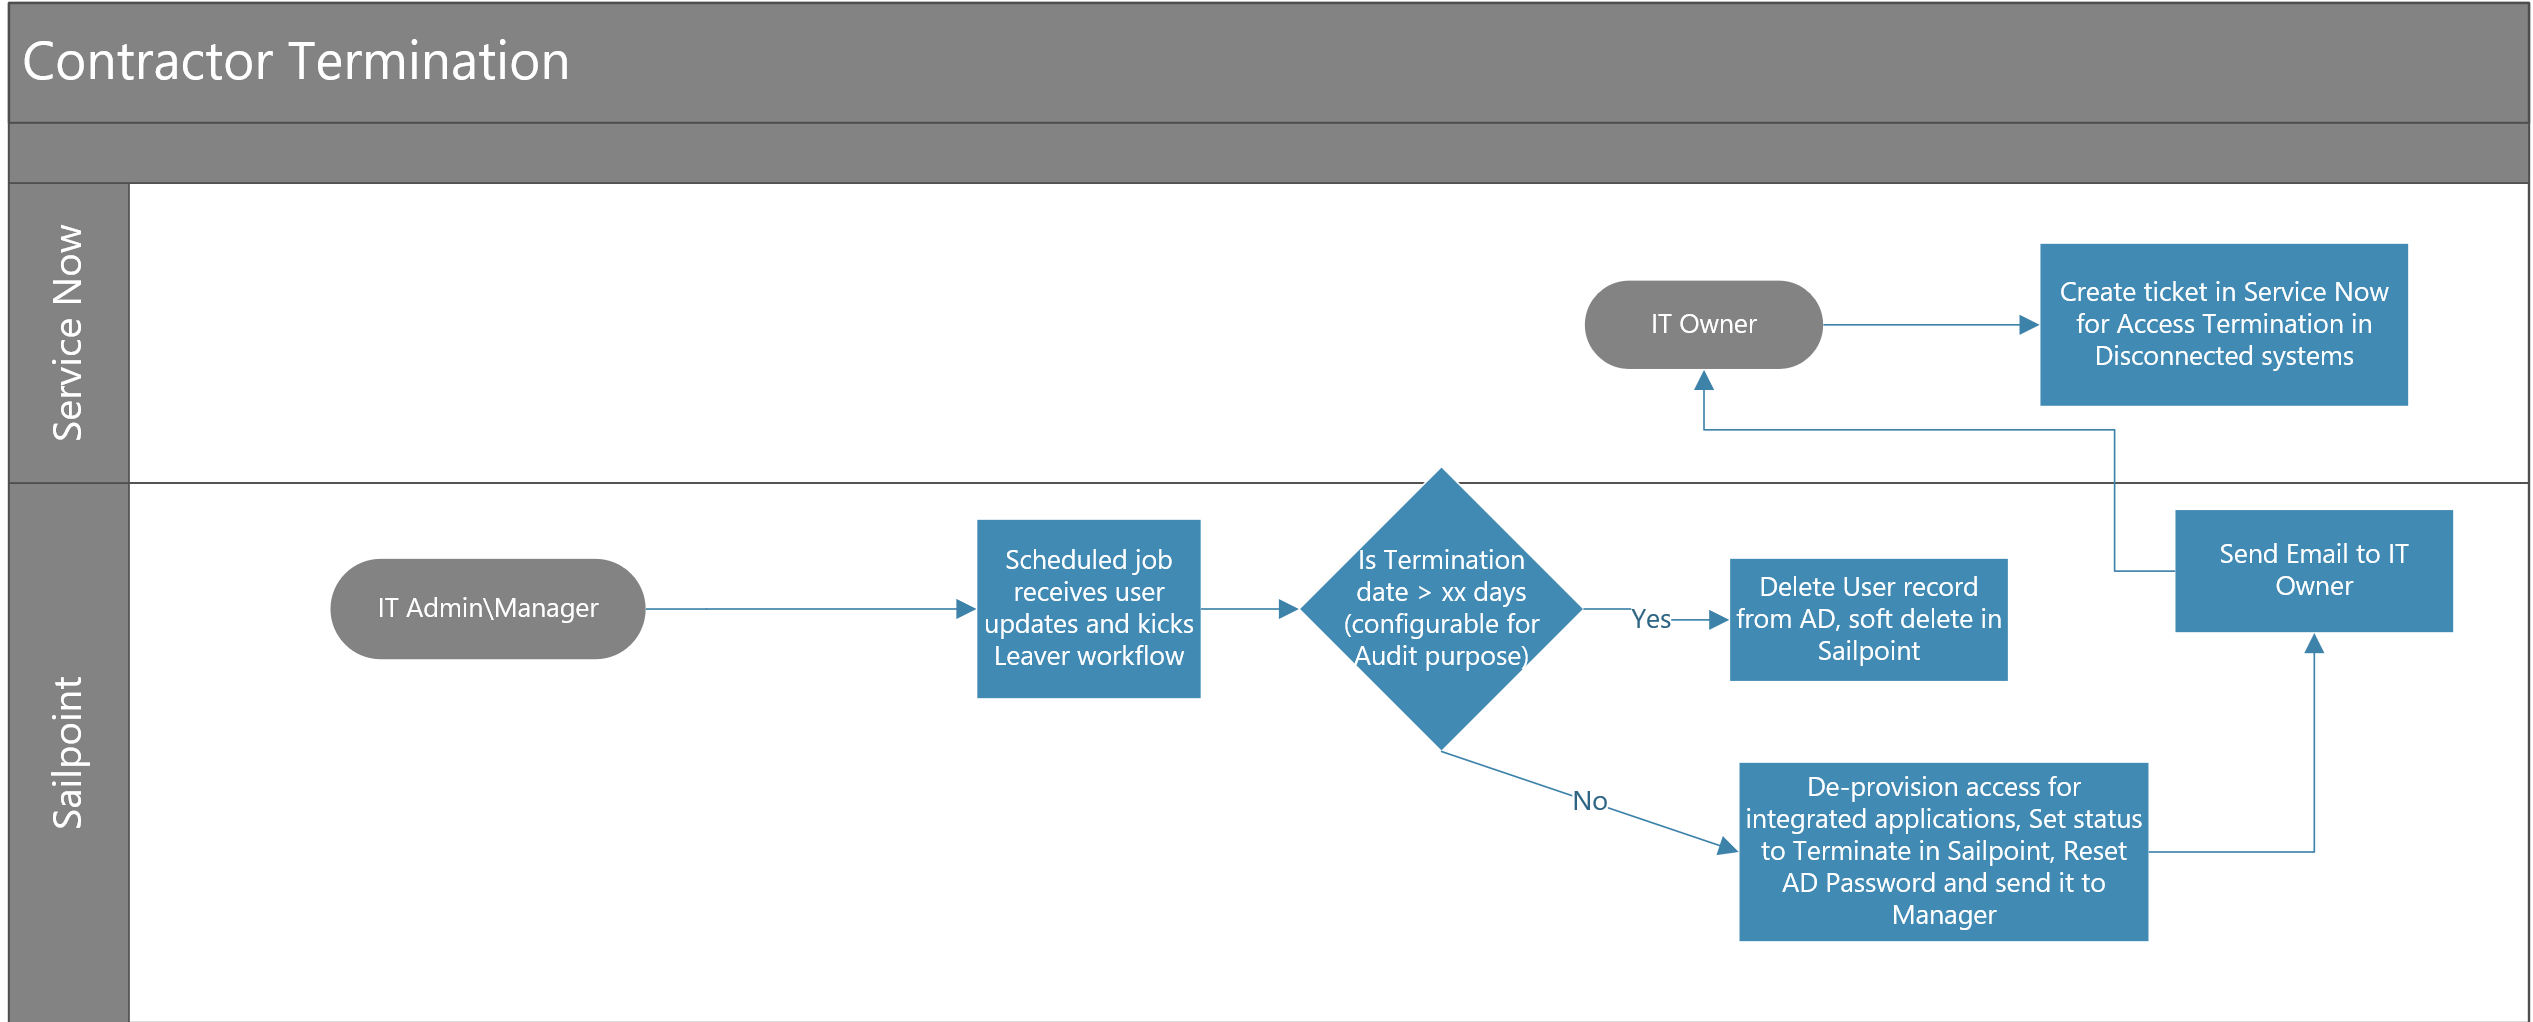 Contractor Termination
Service Now
IT Owner
Create ticket in Service Now
for Access Termination in
Disconnected systems
Sailpoint
IT Admin\Manager
Scheduled job
receives user
updates and kicks
Leaver workflow
Is Termination
date > xx days
(configurable for
Audit purpose)
Yes
Delete User record
from AD, soft delete in
Sailpoint
Send Email to IT
Owner
No
De-provision access for
integrated applications, Set status
to Terminate in Sailpoint, Reset
AD Password and send it to
Manager